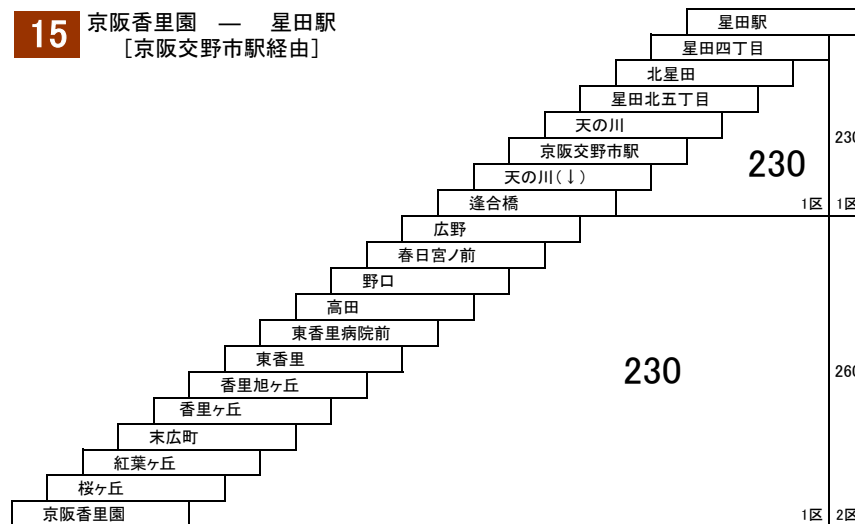 15
京阪香里園 ― 星田駅
[京阪交野市駅経由]
星田駅
星田四丁目
北星田
星田北五丁目
天の川
230
京阪交野市駅
230
天の川(↓)
逢合橋
1区
1区
広野
春日宮ノ前
野口
高田
東香里病院前
東香里
230
260
香里旭ヶ丘
香里ヶ丘
末広町
紅葉ヶ丘
桜ヶ丘
京阪香里園
1区
2区